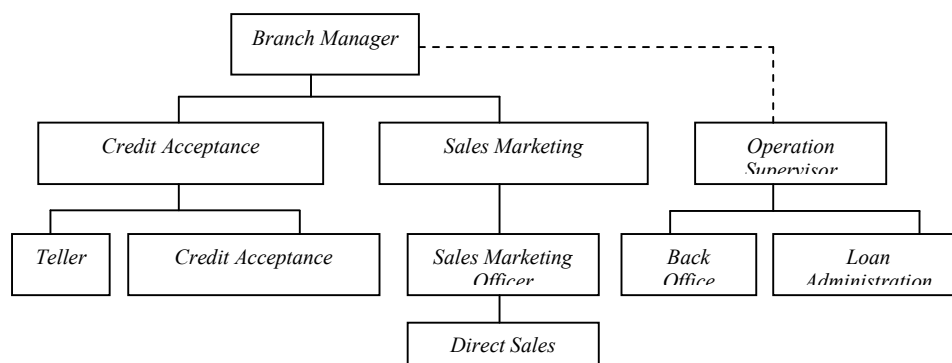 Branch Manager
Credit Acceptance
Sales Marketing
Operation
Supervisor
Teller
Credit Acceptance
Sales Marketing
Officer
Back
Office
Loan
Administration
Direct Sales